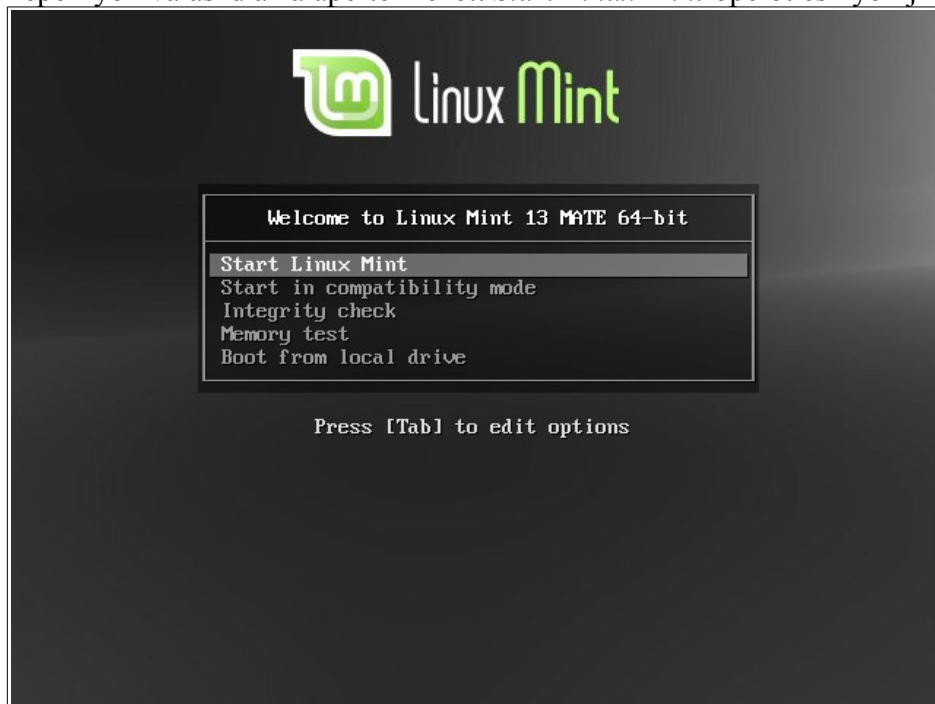 Linux Mint
Welcome to Linux Mint 13 MATE 64-bit
Start Linux Mint
Start in compatibility mode
Integrity check
Memory test
Boot from local drive
Press [Tab] to edit options